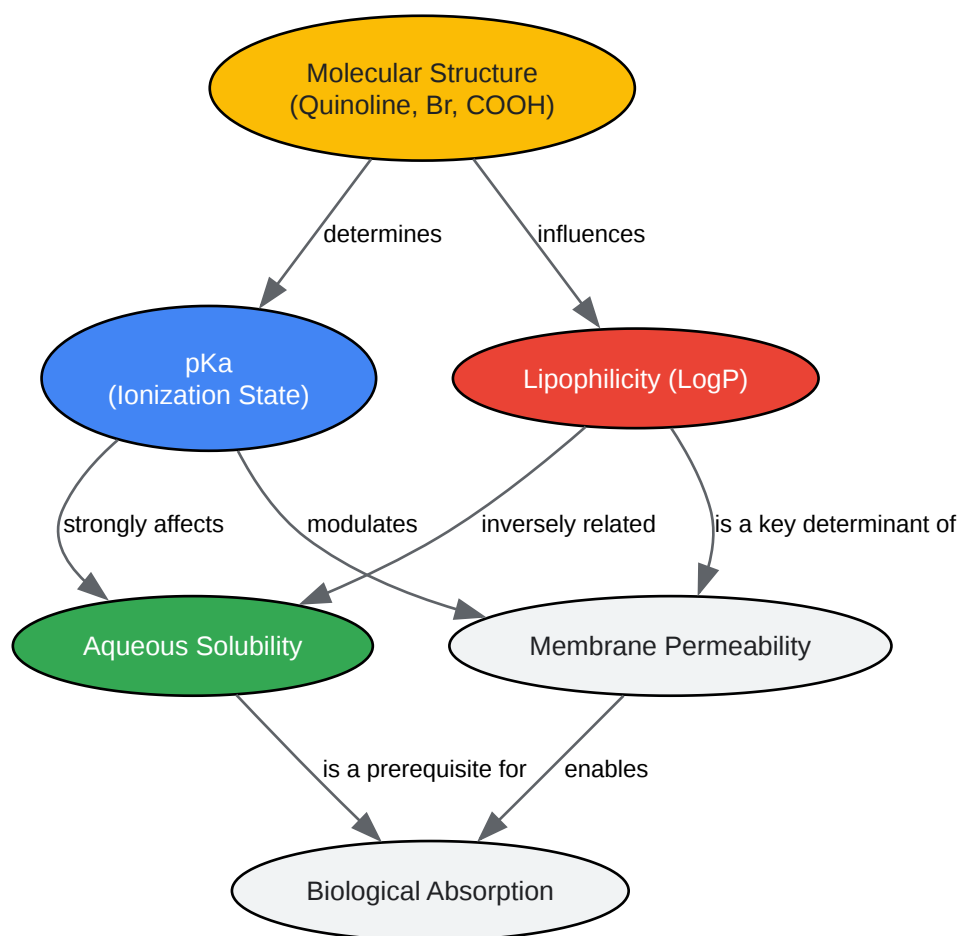 Molecular Structure
(Quinoline, Br, COOH)
determines
influences
pKa
(Ionization State)
Lipophilicity (LogP)
strongly affects
modulates
inversely related
is a key determinant of
Aqueous Solubility
Membrane Permeability
is a prerequisite for
enables
Biological Absorption